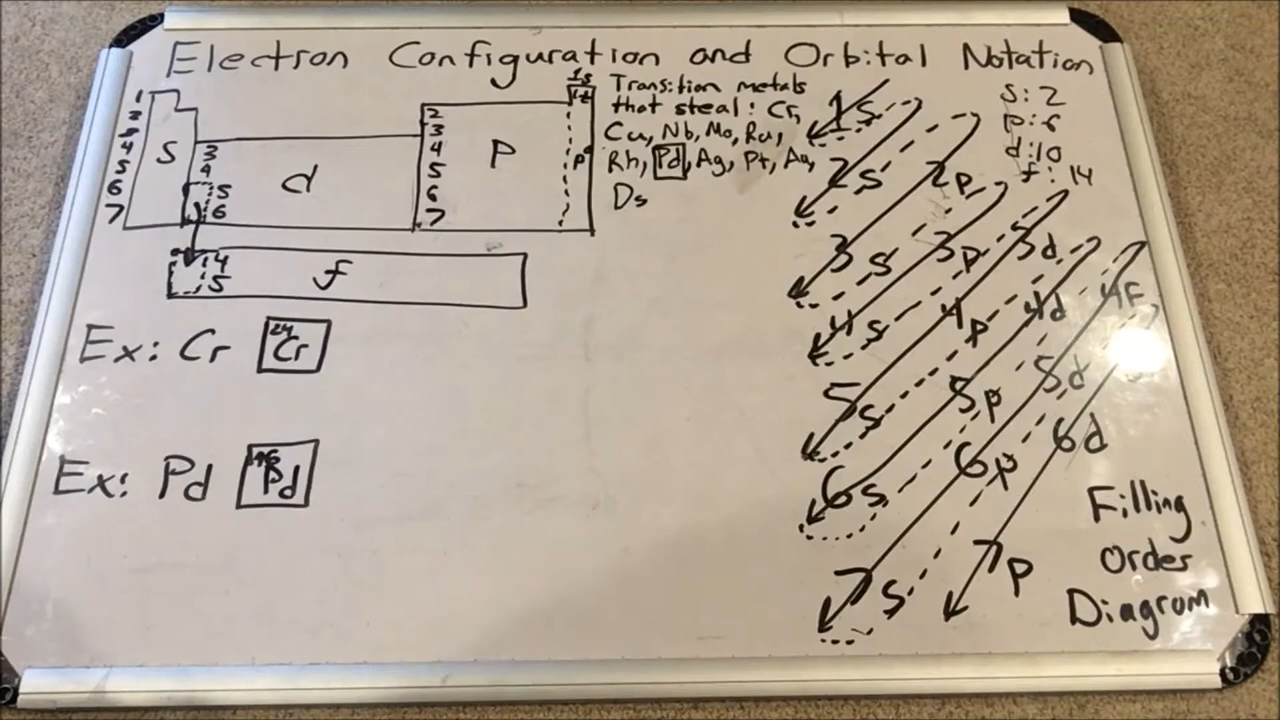 Electron Configuration and Orbital Notation
1 2 3 4 5 6 7
S
3 4 5 6
d
2 3 4 5 6 7
P
1s
4 5
f
Transition metals
that steal: Cr,
Cu, Nb, Mo, Ru,
Rh, Pd, Ag, Pt, Au,
Ds
s: 2
p: 6
d: 10
f: 14
1s
2s 2p
3s 3p 3d
4s 4p 4d 4f
5s 5p 5d
6s 6p 6d
7s 7p
Filling
Order
Diagram
Ex: Cr 24 Cr
Ex: Pd 46 Pd